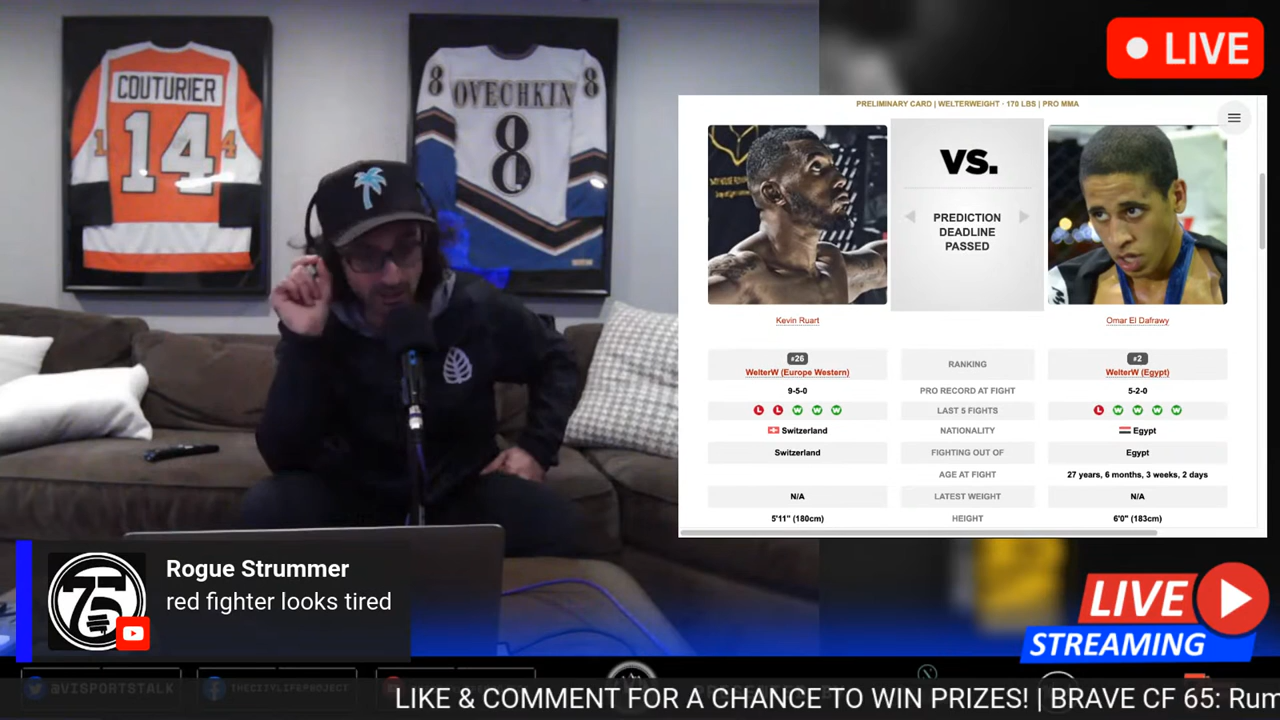 COUTURIER
14
14
8
OVECHKIN
8
8
LIVE
PRELIMINARY CARD | WELTERWEIGHT · 170 LBS | PRO MMA
VS.
PREDICTION
DEADLINE
PASSED
Kevin Ruart
Omar El Dafrawy
#26
WelterW (Europe Western)
RANKING
#2
WelterW (Egypt)
9-5-0
PRO RECORD AT FIGHT
5-2-0
L L W W W
LAST 5 FIGHTS
L W W W W
Switzerland
NATIONALITY
Egypt
Switzerland
FIGHTING OUT OF
Egypt
AGE AT FIGHT
27 years, 6 months, 3 weeks, 2 days
N/A
LATEST WEIGHT
N/A
5'11" (180cm)
HEIGHT
6'0" (183cm)
75
Rogue Strummer
red fighter looks tired
LIVE
STREAMING
@VISPORTSTALK
THECITYLIFEPROJECT
LIKE & COMMENT FOR A CHANCE TO WIN PRIZES! | BRAVE CF 65: Rum